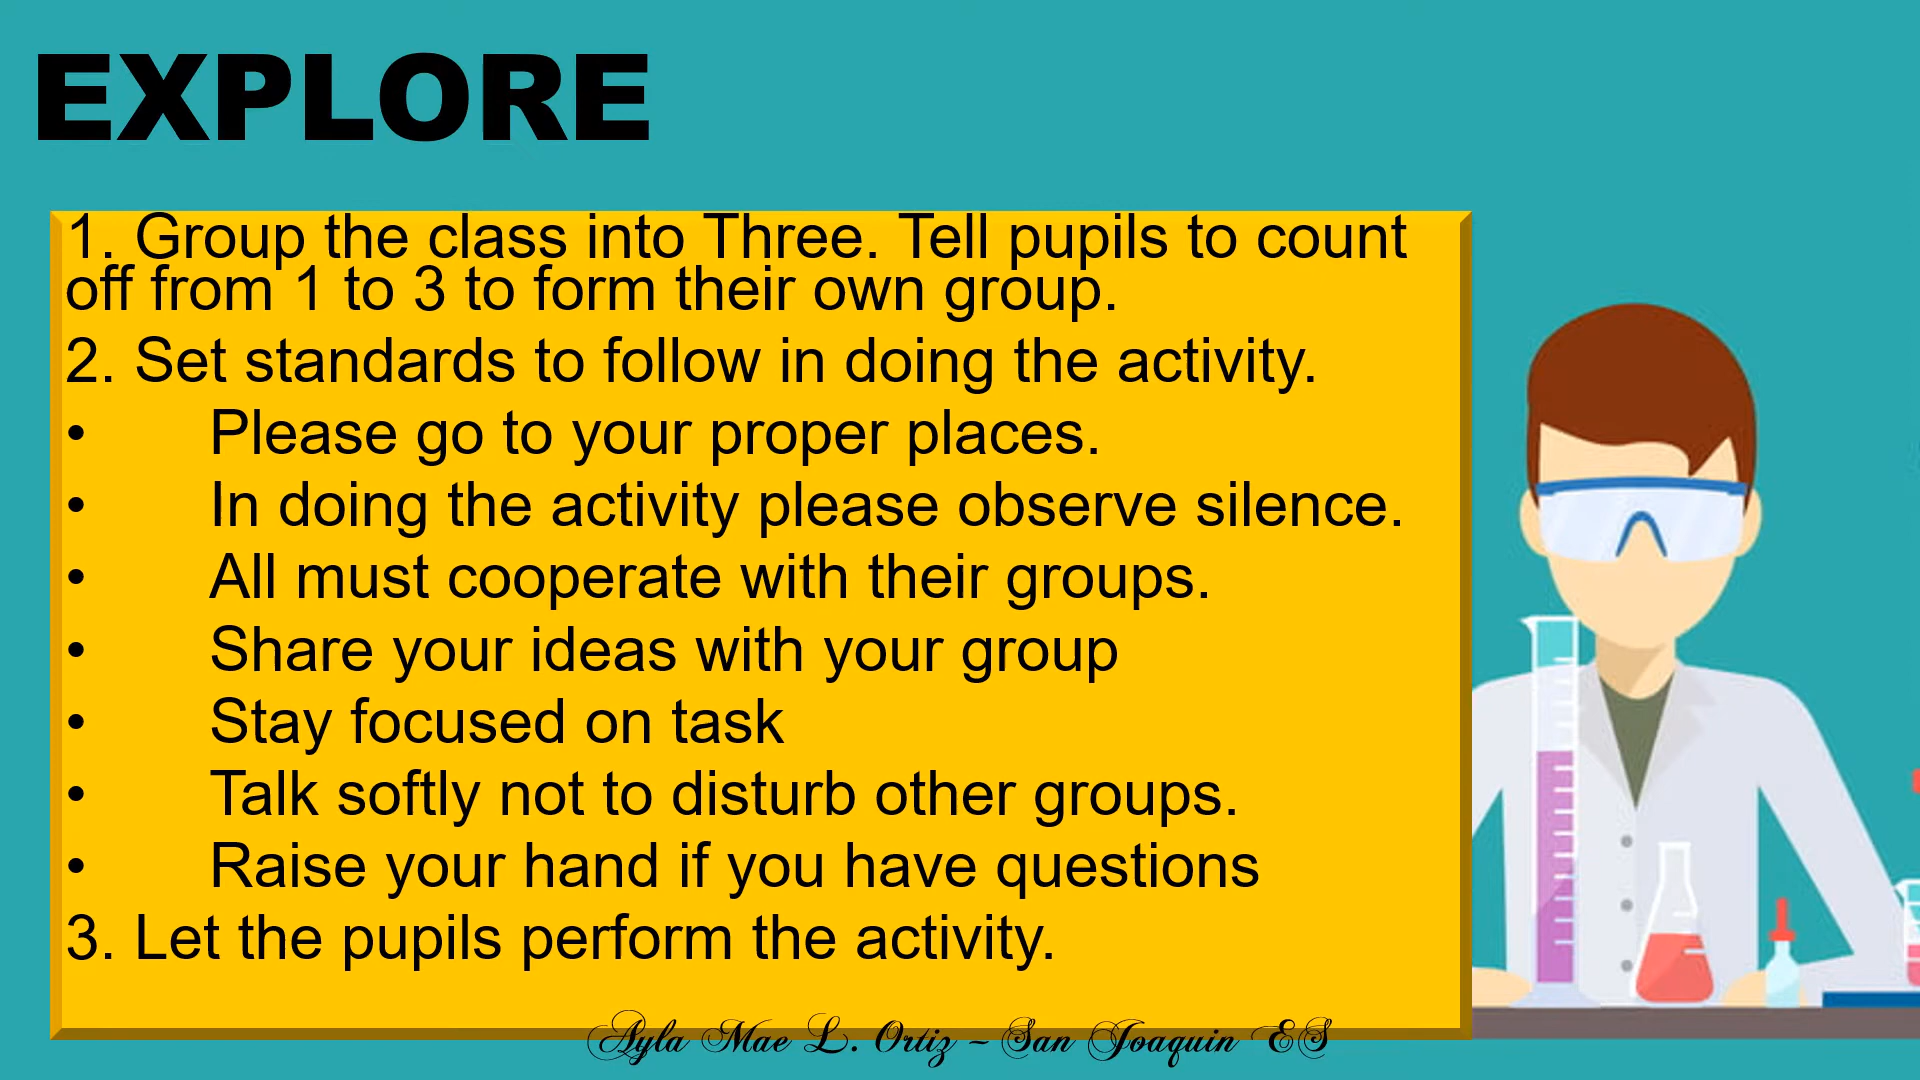 EXPLORE
1. Group the class into Three. Tell pupils to count
off from 1 to 3 to form their own group.
2. Set standards to follow in doing the activity.
• Please go to your proper places.
• In doing the activity please observe silence.
• All must cooperate with their groups.
• Share your ideas with your group
• Stay focused on task
• Talk softly not to disturb other groups.
• Raise your hand if you have questions
3. Let the pupils perform the activity.
Ayla Mae L. Ortiz ~ San Joaquin ES